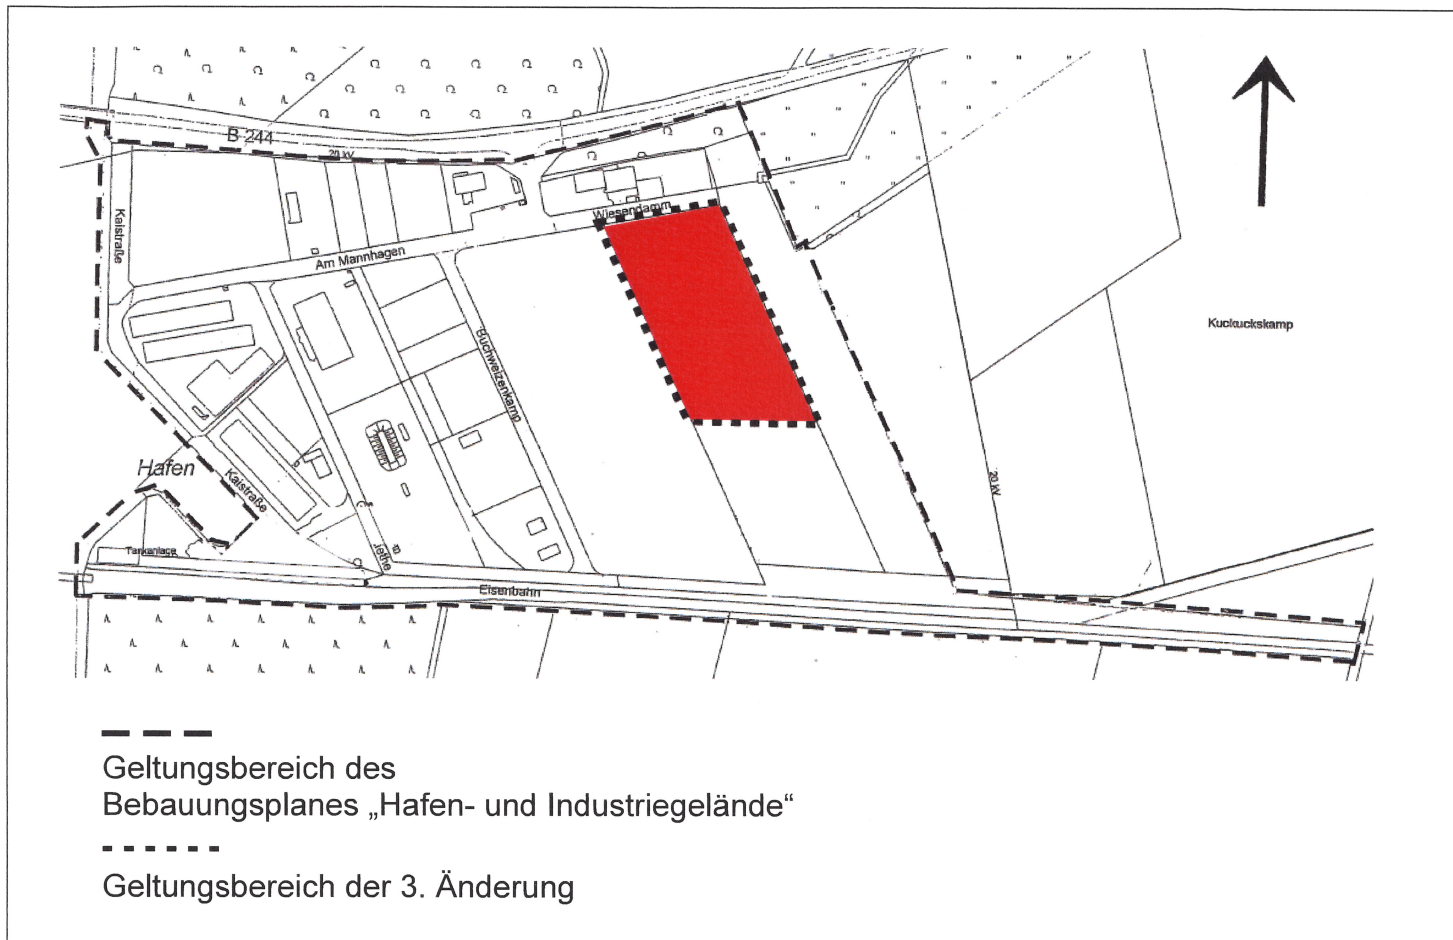 B 244
20 kV
Wiesendamm
Kaistraße
Am Mannhagen
Buchweizenkamp
Kuckuckskamp
Hafen
Kaistraße
20 kV
Tankanlage
Eisenbahn
Geltungsbereich des
Bebauungsplanes „Hafen- und Industriegelände“
Geltungsbereich der 3. Änderung